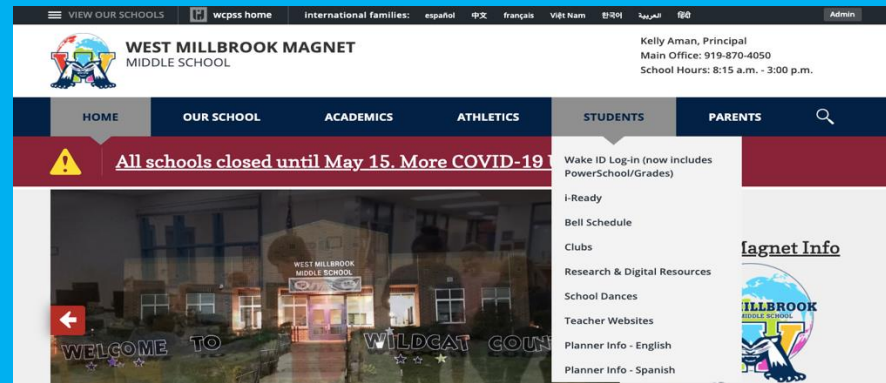 VIEW OUR SCHOOLS wcpss home international families: español 中文 français Việt Nam 한국어 العربية हिंदी Admin
WEST MILLBROOK MAGNET
MIDDLE SCHOOL
Kelly Aman, Principal
Main Office: 919-870-4050
School Hours: 8:15 a.m. - 3:00 p.m.
HOME OUR SCHOOL ACADEMICS ATHLETICS STUDENTS PARENTS
All schools closed until May 15. More COVID-19
Wake ID Log-in (now includes
PowerSchool/Grades)
i-Ready
Bell Schedule
Clubs
Research & Digital Resources
School Dances
Teacher Websites
Planner Info - English
Planner Info - Spanish
WEST MILLBROOK
MIDDLE SCHOOL
WELCOME TO WILDCAT COUN
Magnet Info
ILLBROOK
MIDDLE SCHOOL